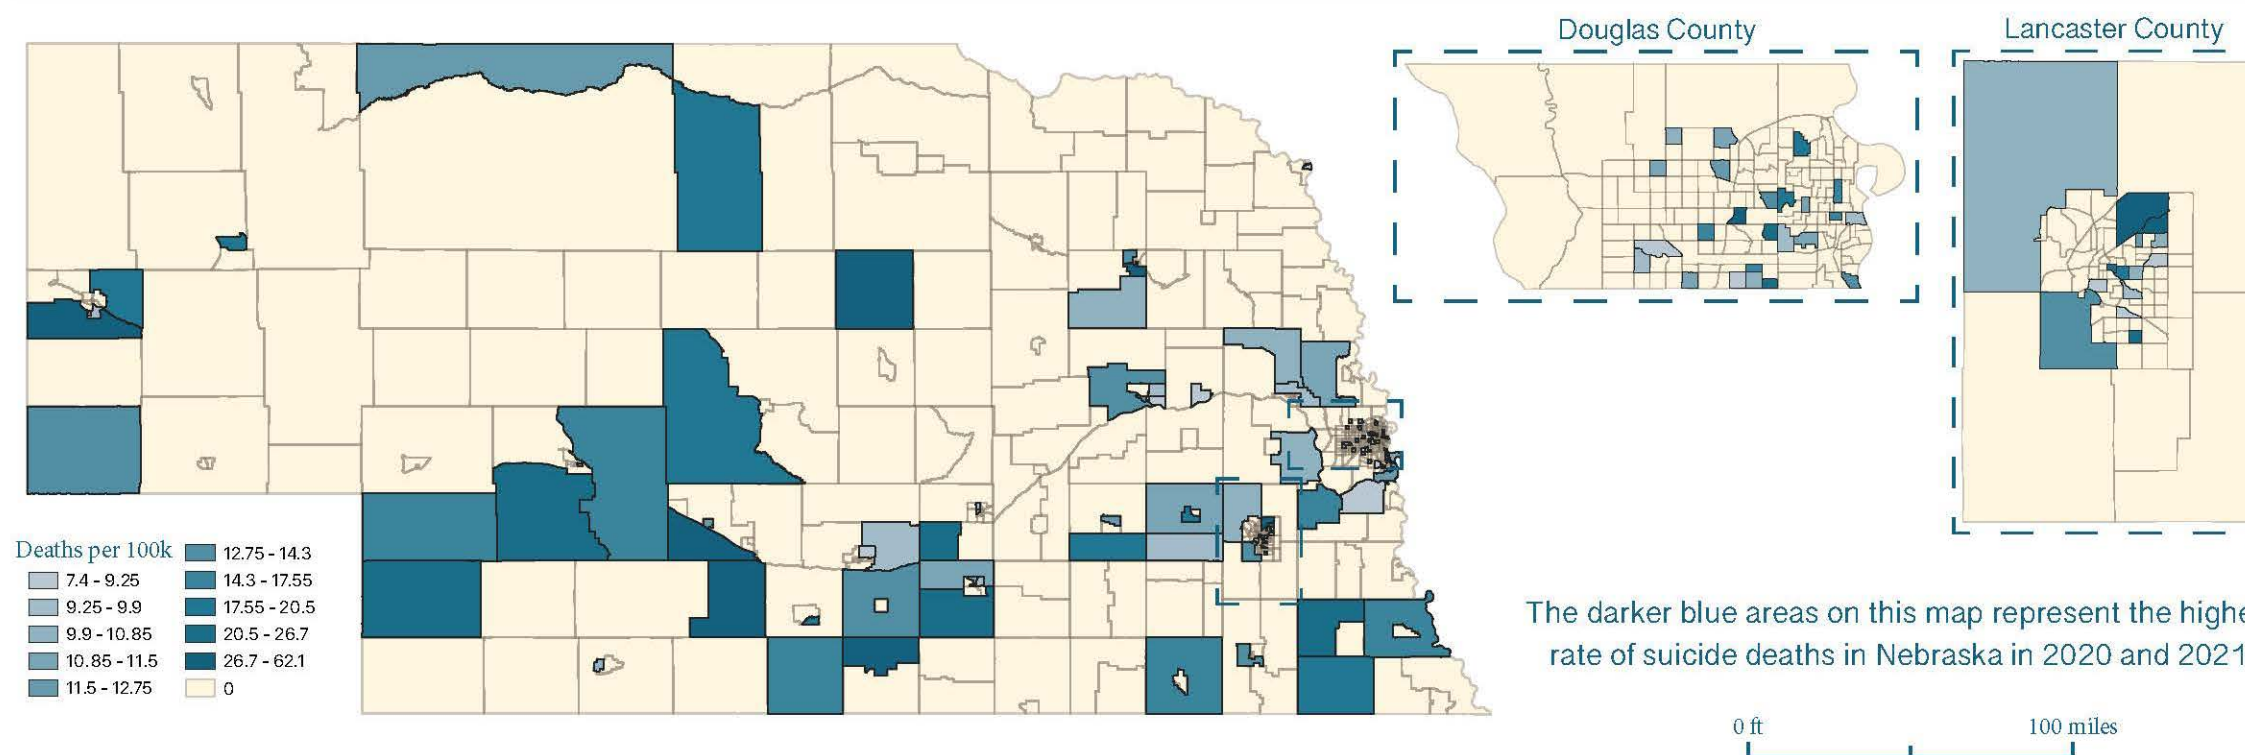 Douglas County
Lancaster County
Deaths per 100k
7.4 - 9.25
9.25 - 9.9
9.9 - 10.85
10.85 - 11.5
11.5 - 12.75
12.75 - 14.3
14.3 - 17.55
17.55 - 20.5
20.5 - 26.7
26.7 - 62.1
0
The darker blue areas on this map represent the
rate of suicide deaths in Nebraska in 2020 and 2021
0 ft
100 miles